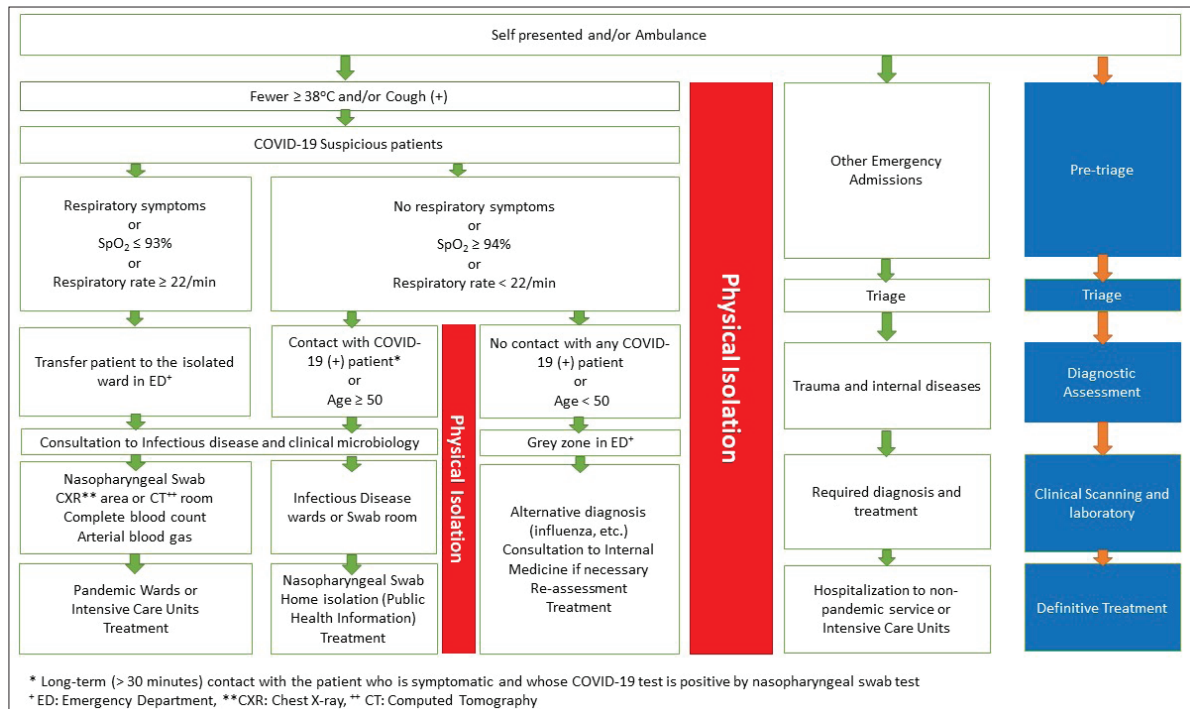 Self presented and/or Ambulance
Fewer ≥ 38°C and/or Cough (+)
COVID-19 Suspicious patients
Respiratory symptoms
or
SpO₂ ≤ 93%
or
Respiratory rate ≥ 22/min
No respiratory symptoms
or
SpO₂ ≥ 94%
or
Respiratory rate < 22/min
Transfer patient to the isolated
ward in ED⁺
Contact with COVID-
19 (+) patient*
or
Age ≥ 50
No contact with any COVID-
19 (+) patient
or
Age < 50
Consultation to Infectious disease and clinical microbiology
Grey zone in ED⁺
Nasopharyngeal Swab
CXR** area or CT⁺⁺ room
Complete blood count
Arterial blood gas
Infectious Disease
wards or Swab room
Alternative diagnosis
(influenza, etc.)
Consultation to Internal
Medicine if necessary
Re-assessment
Treatment
Pandemic Wards or
Intensive Care Units
Treatment
Nasopharyngeal Swab
Home isolation (Public
Health Information)
Treatment
Physical Isolation
Physical Isolation
Other Emergency
Admissions
Triage
Trauma and internal diseases
Required diagnosis and
treatment
Hospitalization to non-
pandemic service or
Intensive Care Units
Pre-triage
Triage
Diagnostic
Assessment
Clinical Scanning and
laboratory
Definitive Treatment
* Long-term (> 30 minutes) contact with the patient who is symptomatic and whose COVID-19 test is positive by nasopharyngeal swab test
⁺ ED: Emergency Department, **CXR: Chest X-ray, ⁺⁺ CT: Computed Tomography